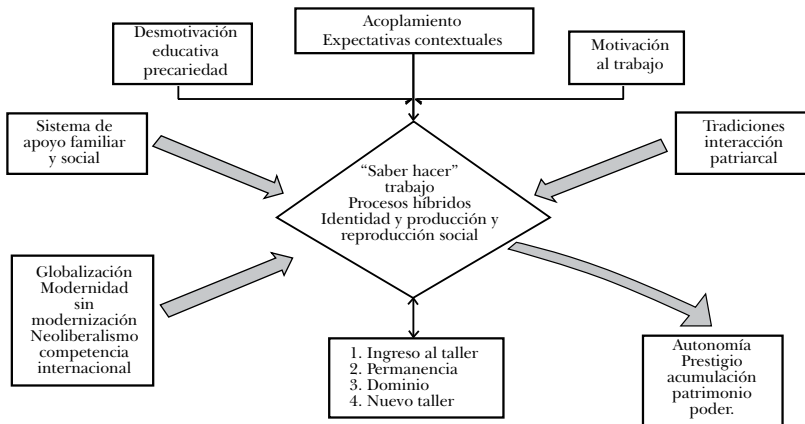 Desmotivación
educativa
precariedad
Acoplamiento
Expectativas contextuales
Motivación
al trabajo
Sistema de
apoyo familiar
y social
"Saber hacer"
trabajo
Procesos híbridos
Identidad y producción y
reproducción social
Tradiciones
interacción
patriarcal
Globalización
Modernidad
sin
modernización
Neoliberalismo
competencia
internacional
1. Ingreso al taller
2. Permanencia
3. Dominio
4. Nuevo taller
Autonomía
Prestigio
acumulación
patrimonio
poder.